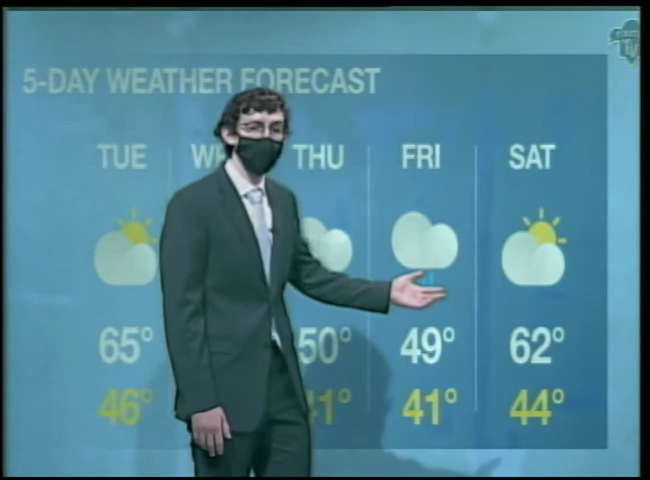 5-DAY WEATHER FORECAST
TUE THU FRI SAT
65° 50° 49° 62°
46° 41° 44°